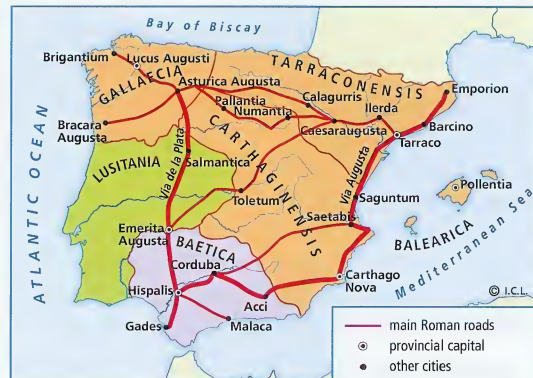 Bay of Biscay
Brigantium
Lucus Augusti
TARRACONENSIS
GALLAECIA
Asturica Augusta
Emporion
Pallantia
Calagurris
Numantia
Ilerda
Bracara
Augusta
Caesaraugusta
Barcino
Tarraco
ATLANTIC OCEAN
CARTHAGINENSIS
LUSITANIA
Via de la Plata
Salmantica
Via Augusta
Pollentia
Toletum
Saguntum
Saetabis
BALEARICA
Mediterranean Sea
Emerita
Augusta
BAETICA
Corduba
Carthago
Nova
Hispalis
Acci
© I.C.L.
Gades
Malaca
main Roman roads
provincial capital
other cities